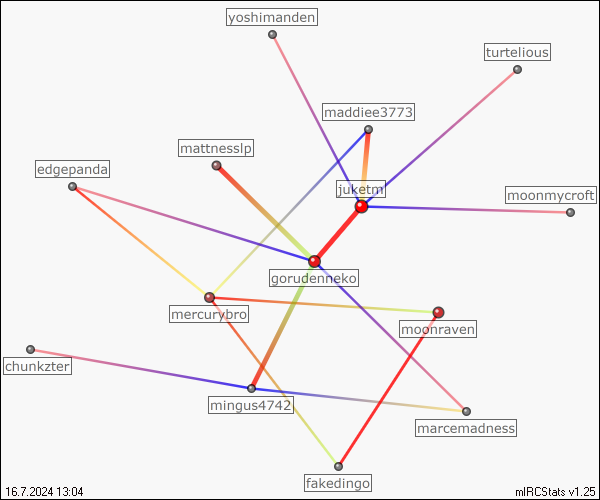 yoshimanden
turtelious
maddiee3773
mattnesslp
edgepanda
juketm
moonmycroft
gorudenneko
mercurybro
moonraven
chunkzter
mingus4742
marcemadness
fakedingo
16.7.2024 13:04
mIRCStats v1.25